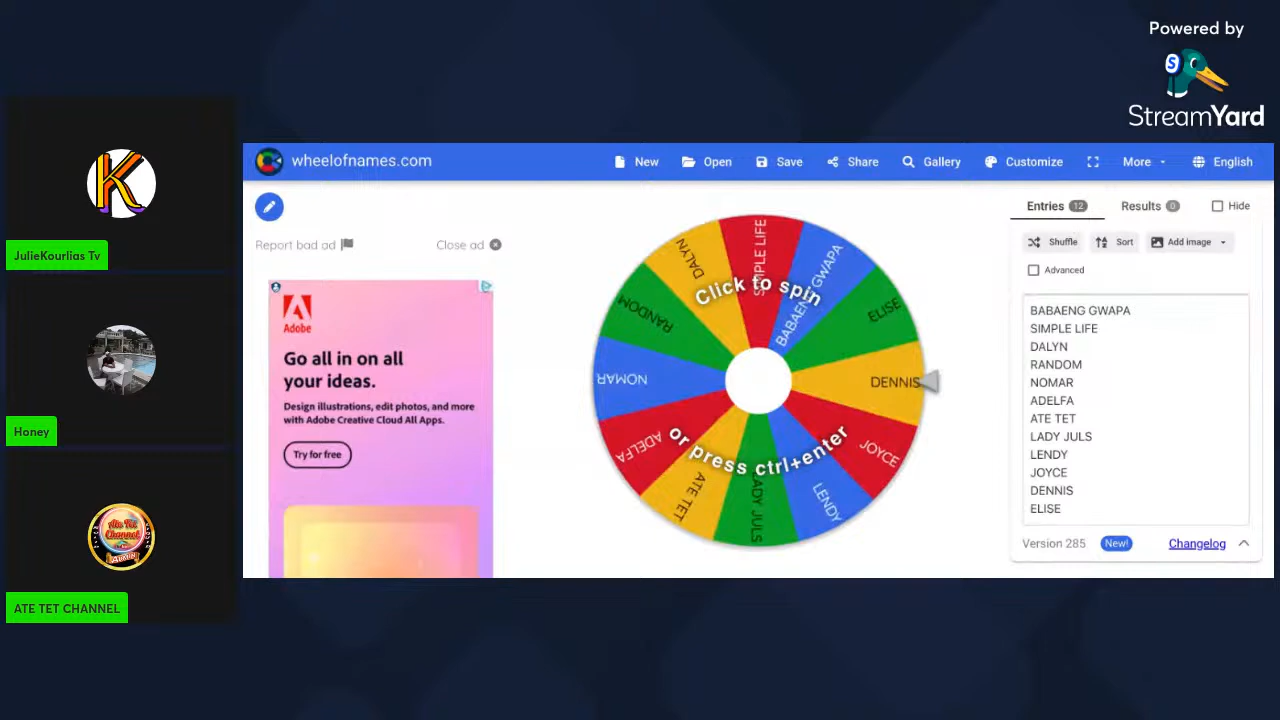 Powered by
StreamYard
JulieKourlias Tv
Honey
ATE TET CHANNEL
wheelofnames.com
New
Open
Save
Share
Gallery
Customize
More
English
Report bad ad
Close ad
Adobe
Go all in on all
your ideas.
Design illustrations, edit photos, and more
with Adobe Creative Cloud All Apps.
Try for free
SIMPLE LIFE
BABAENG GWAPA
ELISE
DENNIS
JOYCE
LENDY
LADY JULS
ATE TET
ADELFA
NOMAR
RANDOM
DALYN
Click to spin
or press ctrl+enter
Entries 12
Results 0
Hide
Shuffle
Sort
Add image
Advanced
BABAENG GWAPA
SIMPLE LIFE
DALYN
RANDOM
NOMAR
ADELFA
ATE TET
LADY JULS
LENDY
JOYCE
DENNIS
ELISE
Version 285
New!
Changelog
K
S
Ate Tet
Channel